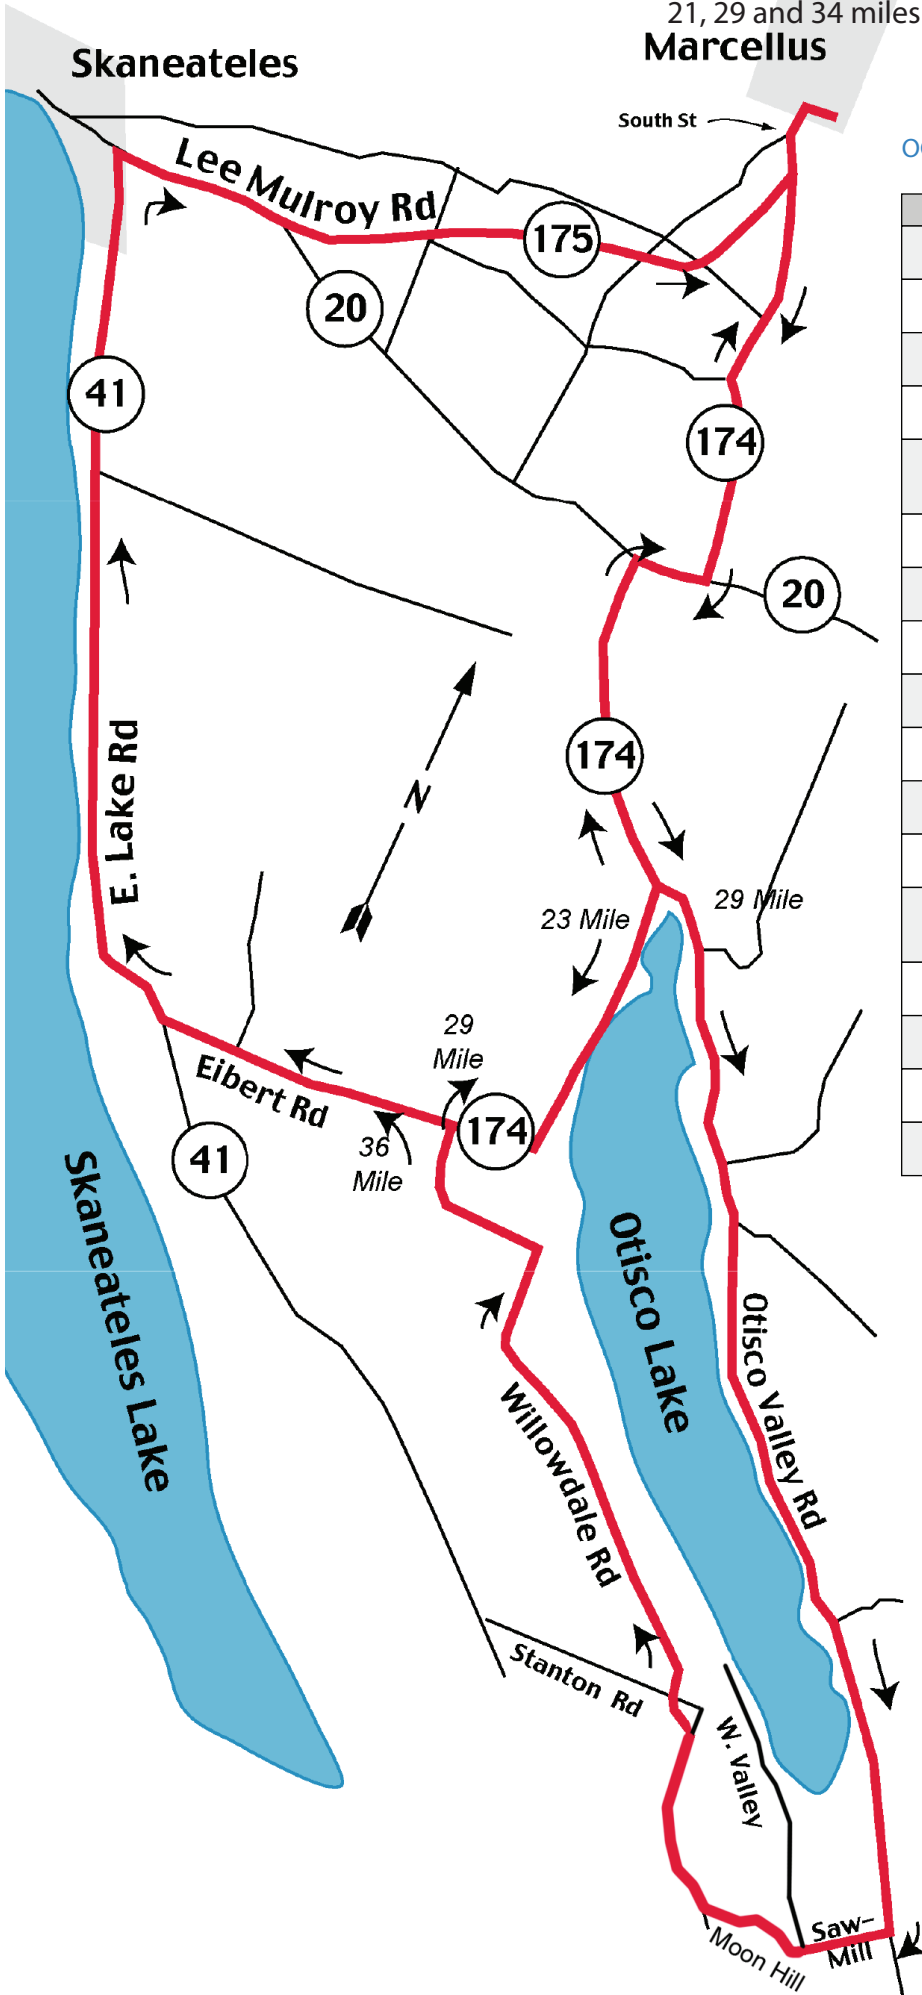 21, 29 and 34 miles
Skaneateles
Marcellus
South St
O
Lee Mulroy Rd
175
20
41
174
20
174
E. Lake Rd
N
23 Mile
29 Mile
29
Mile
Eibert Rd
174
36
Mile
41
Skaneateles Lake
Otisco Lake
Otisco Valley Rd
Willowdale Rd
Stanton Rd
W. Valley
Saw-
Mill
Moon Hill